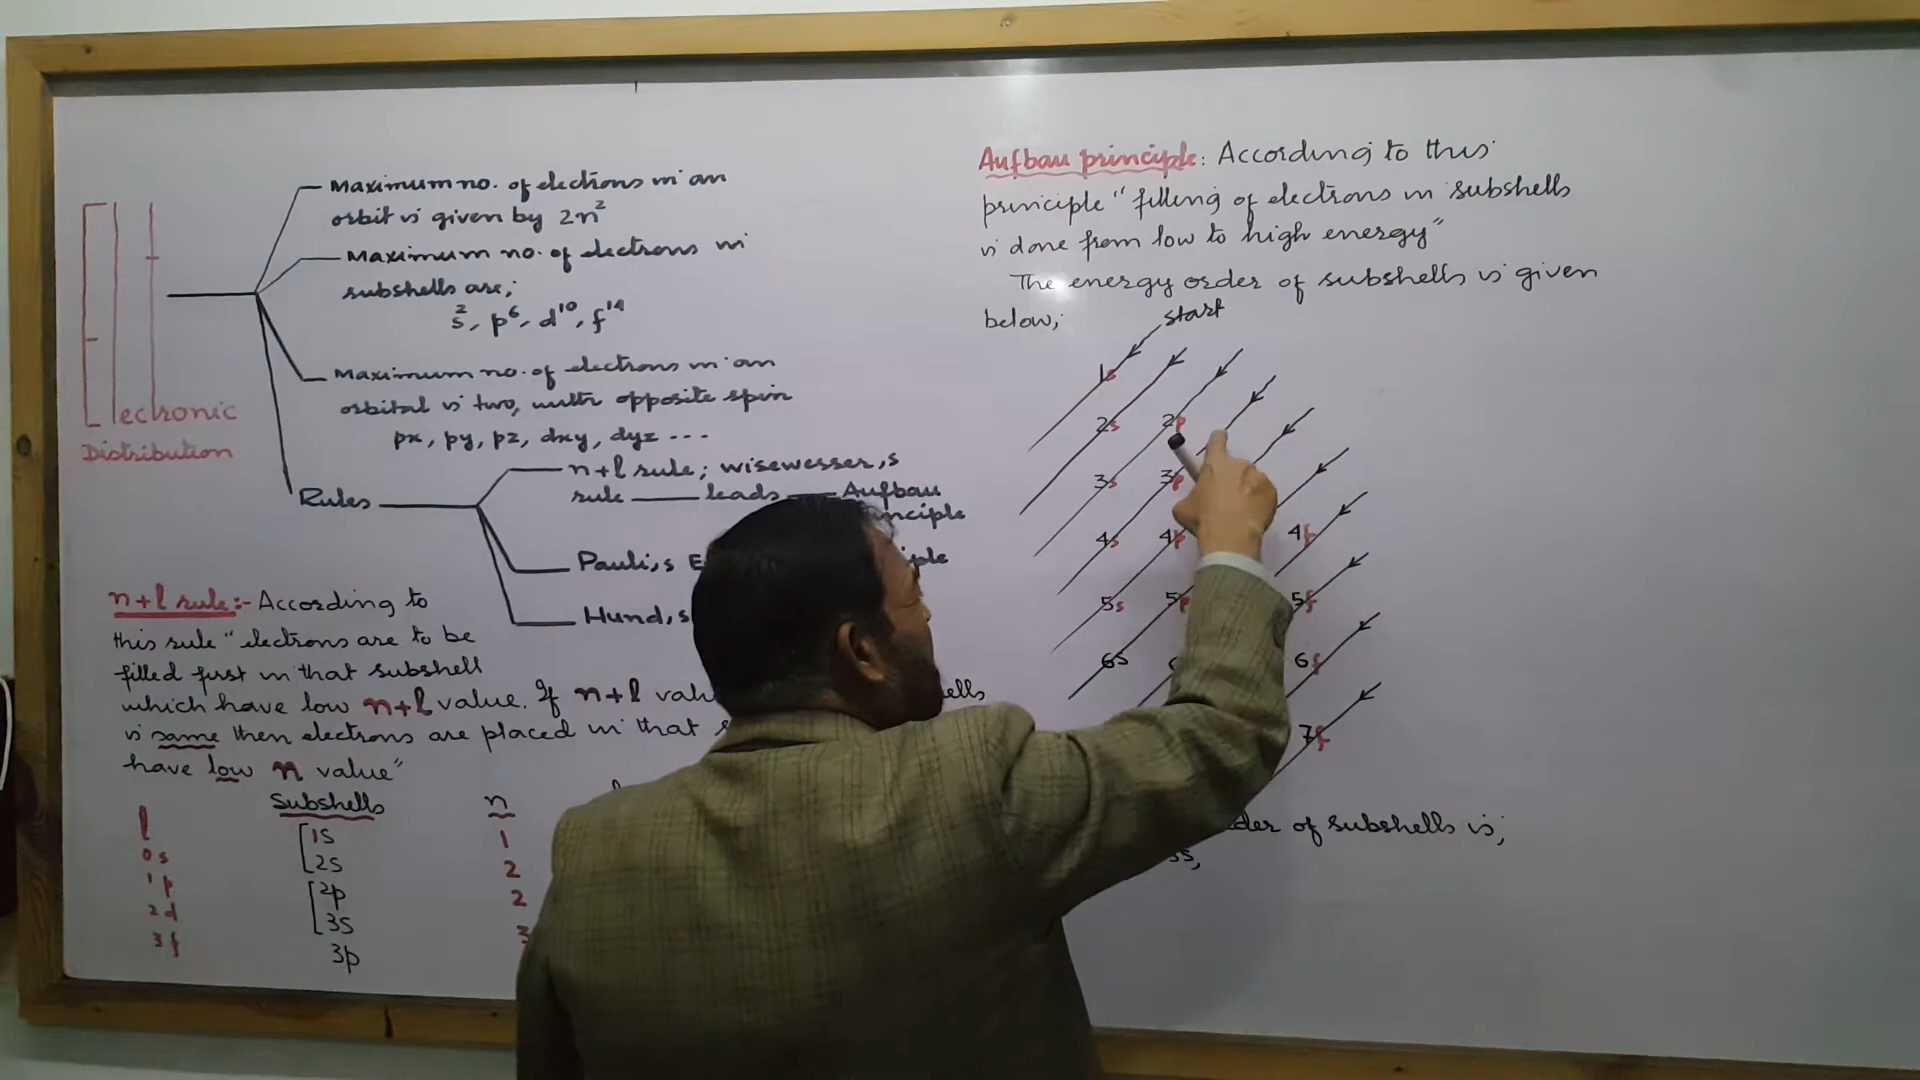 Electronic
Distribution
Maximum no. of electrons in an
orbit is given by 2n²
Maximum no. of electrons in
subshells are;
s², p⁶, d¹⁰, f¹⁴
Maximum no. of electrons in an
orbital is two, with opposite spin
px, py, pz, dxy, dyz ---
Rules
n+l rule; wisewesser,s
rule leads Aufbau
Pauli,s
Hund,s
n+l rule:- According to
this rule "electrons are to be
filled first in that subshell
which have low n+l value. If n+l
is same then electrons are placed in that
have low n value"
l
0 s
1 p
2 d
3 f
Subshells
1s
2s
2p
3s
3p
n
1
2
2
3
Aufbau principle: According to this
principle "filling of electrons in subshells
is done from low to high energy"
The energy order of subshells is given
below;
start
1s
2s 2p
3s 3p
4s 4p 4f
5s 5p 5f
6s 6f
7f
of subshells is;